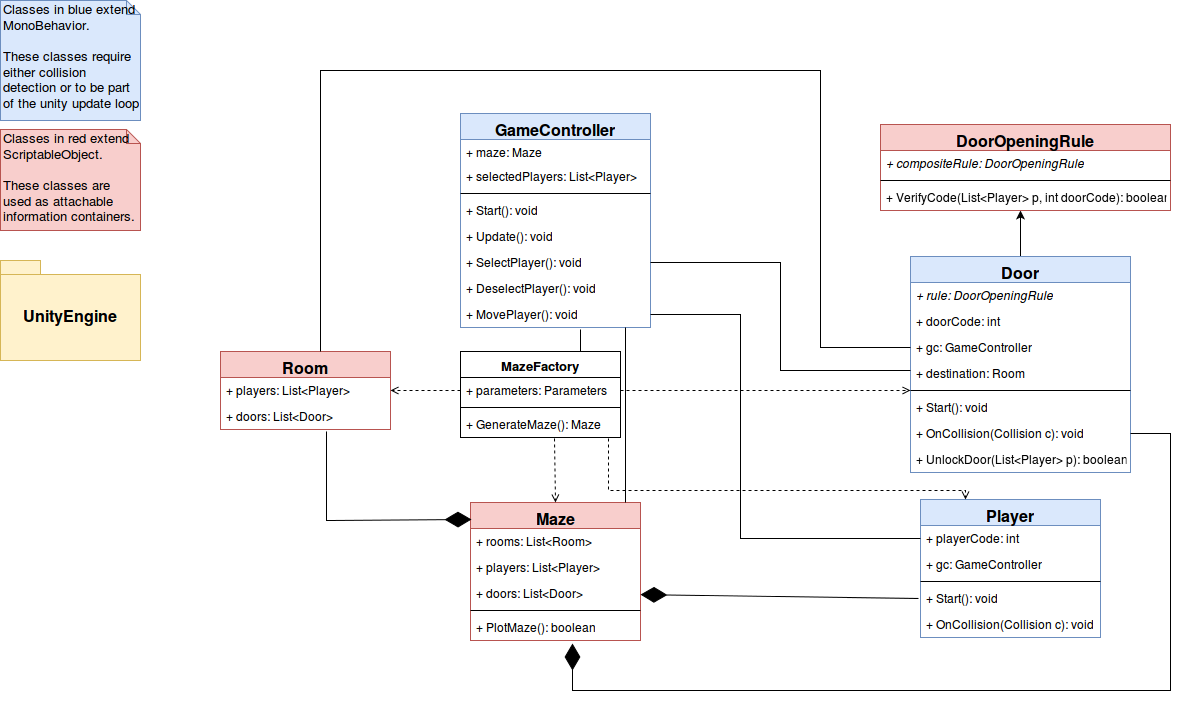 Classes in blue extend
MonoBehavior.
These classes require
either collision
detection or to be part
of the unity update loop
Classes in red extend
ScriptableObject.
These classes are
used as attachable
information containers.
UnityEngine
GameController
+ maze: Maze
+ selectedPlayers: List<Player>
+ Start(): void
+ Update(): void
+ SelectPlayer(): void
+ DeselectPlayer(): void
+ MovePlayer(): void
DoorOpeningRule
+ compositeRule: DoorOpeningRule
+ VerifyCode(List<Player> p, int doorCode): boolear
Door
+ rule: DoorOpeningRule
+ doorCode: int
+ gc: GameController
+ destination: Room
+ Start(): void
+ OnCollision(Collision c): void
+ UnlockDoor(List<Player> p): boolean
Room
+ players: List<Player>
+ doors: List<Door>
MazeFactory
+ parameters: Parameters
+ GenerateMaze(): Maze
Maze
+ rooms: List<Room>
+ players: List<Player>
+ doors: List<Door>
+ PlotMaze(): boolean
Player
+ playerCode: int
+ gc: GameController
+ Start(): void
+ OnCollision(Collision c): void